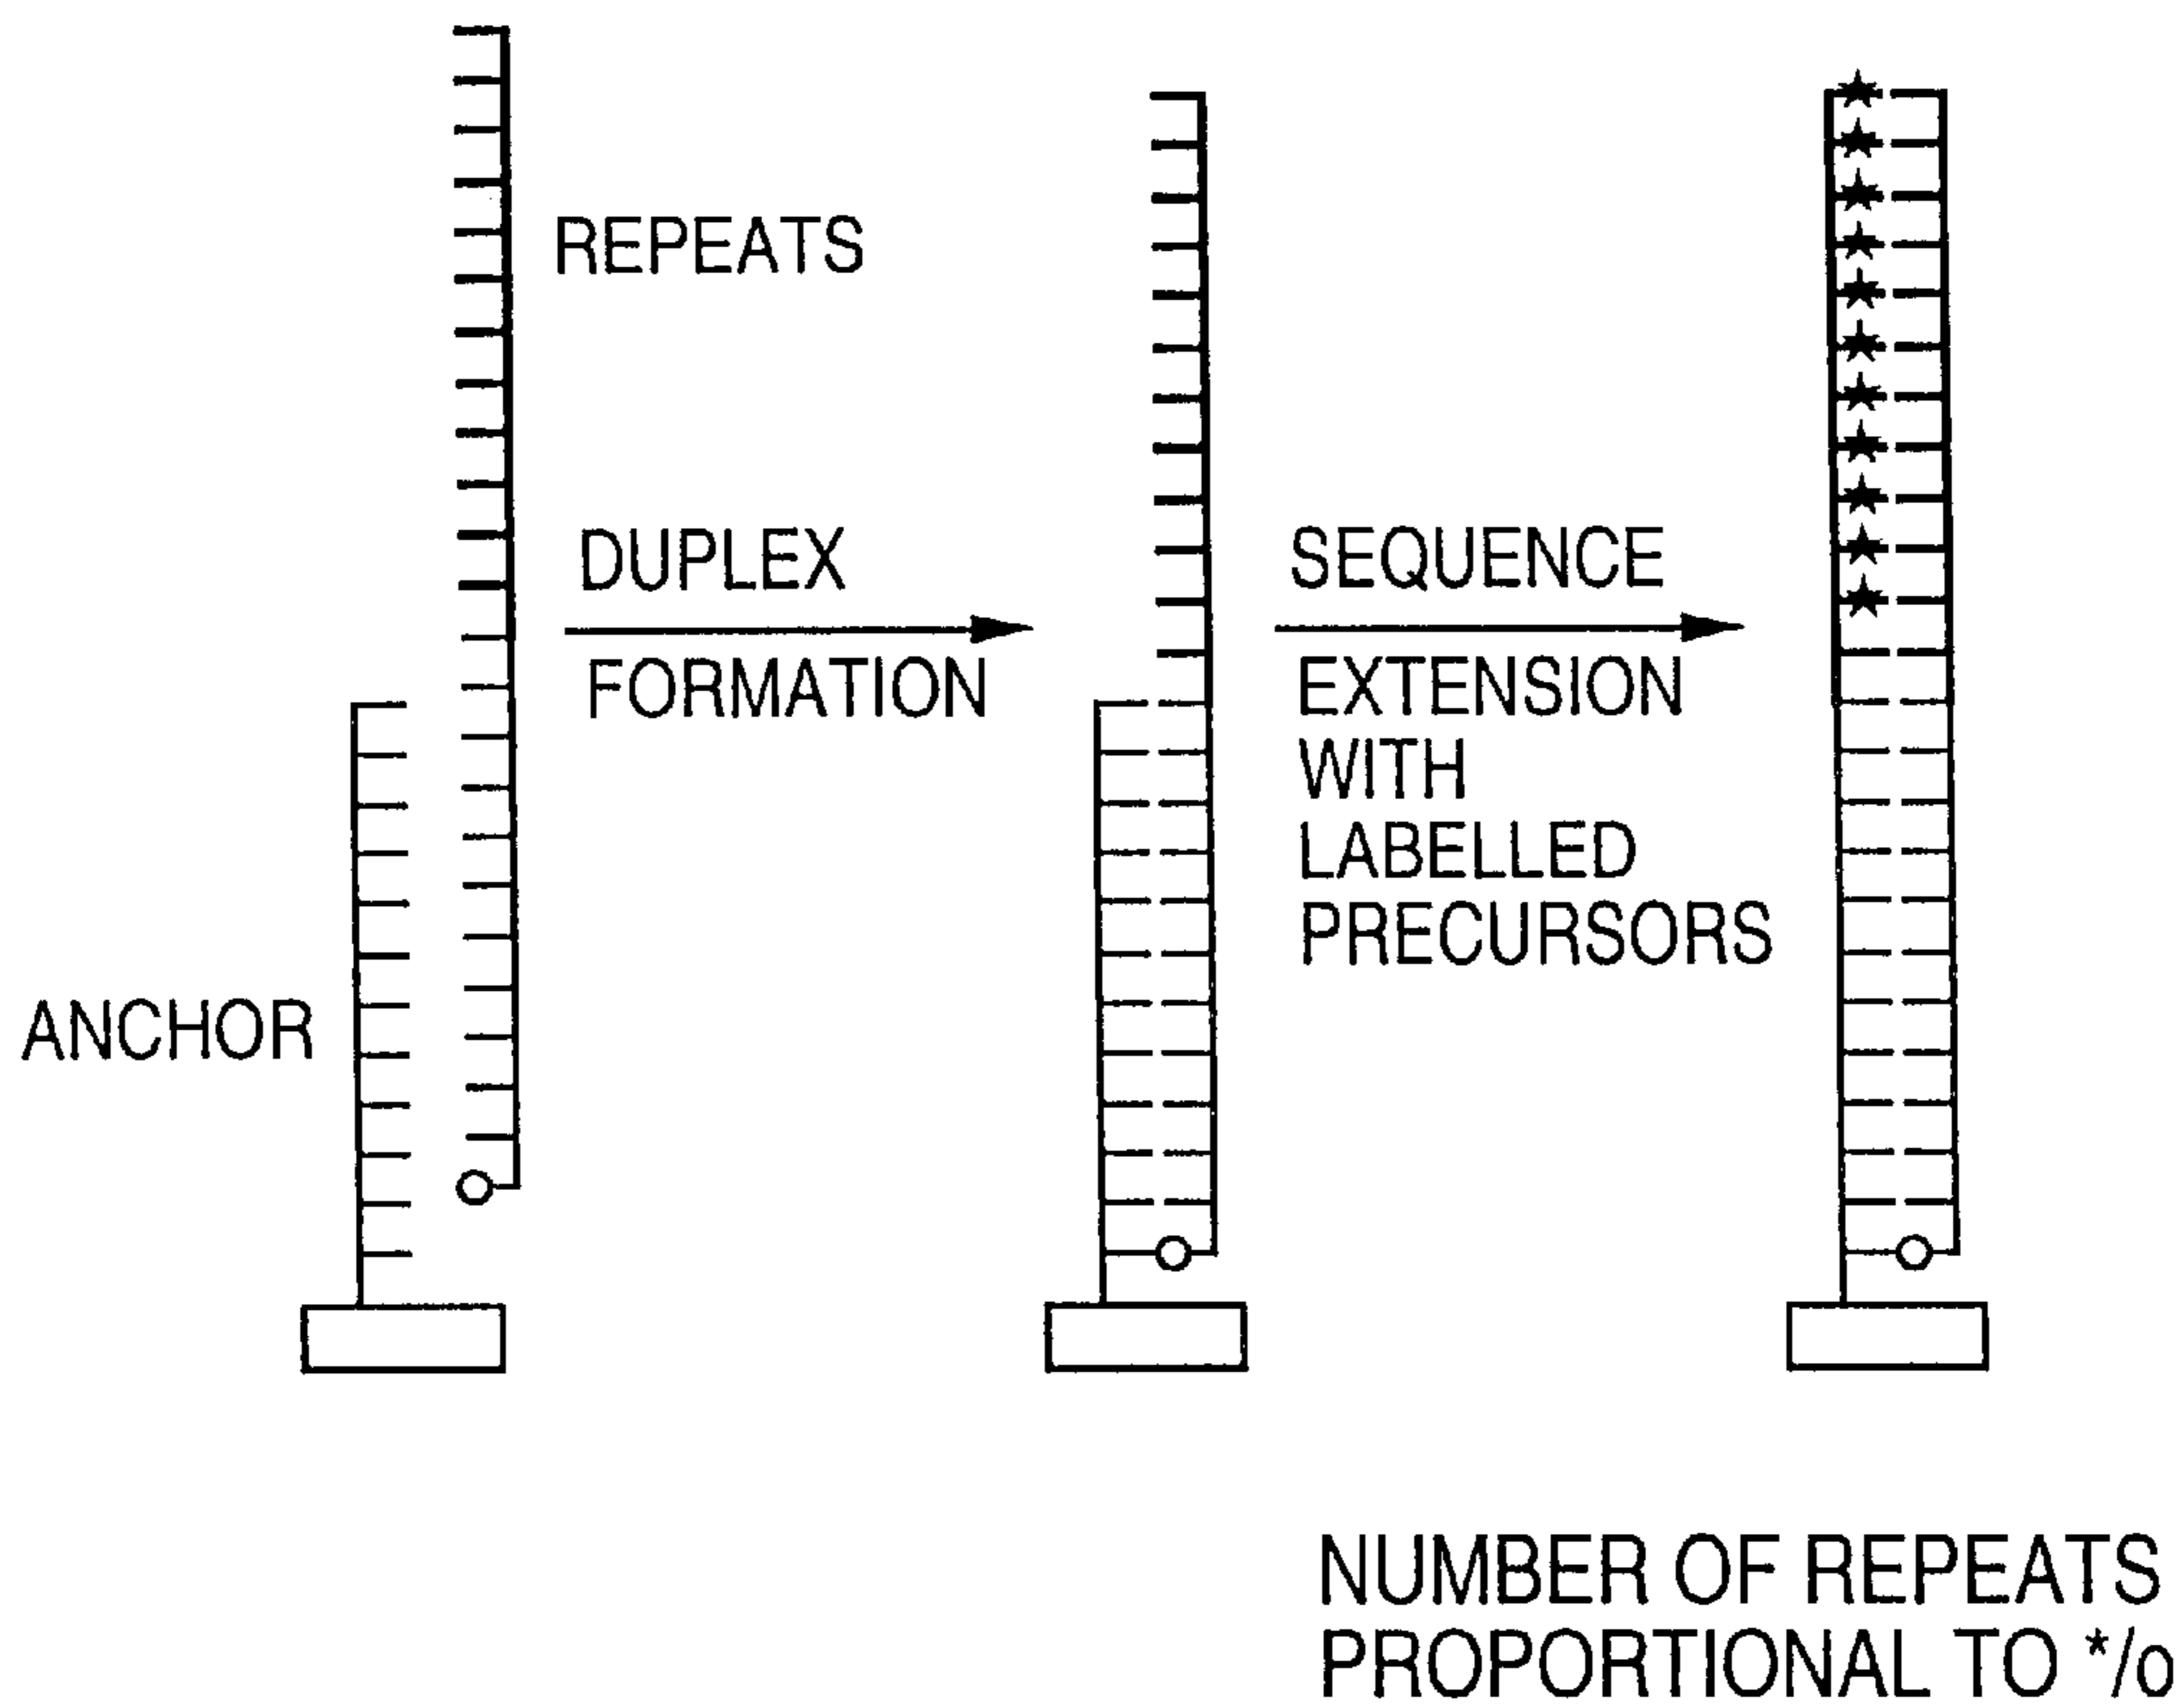 REPEATS
DUPLEX
FORMATION
SEQUENCE
EXTENSION
WITH
LABELLED
PRECURSORS
ANCHOR
NUMBER OF REPEATS
PROPORTIONAL TO */o